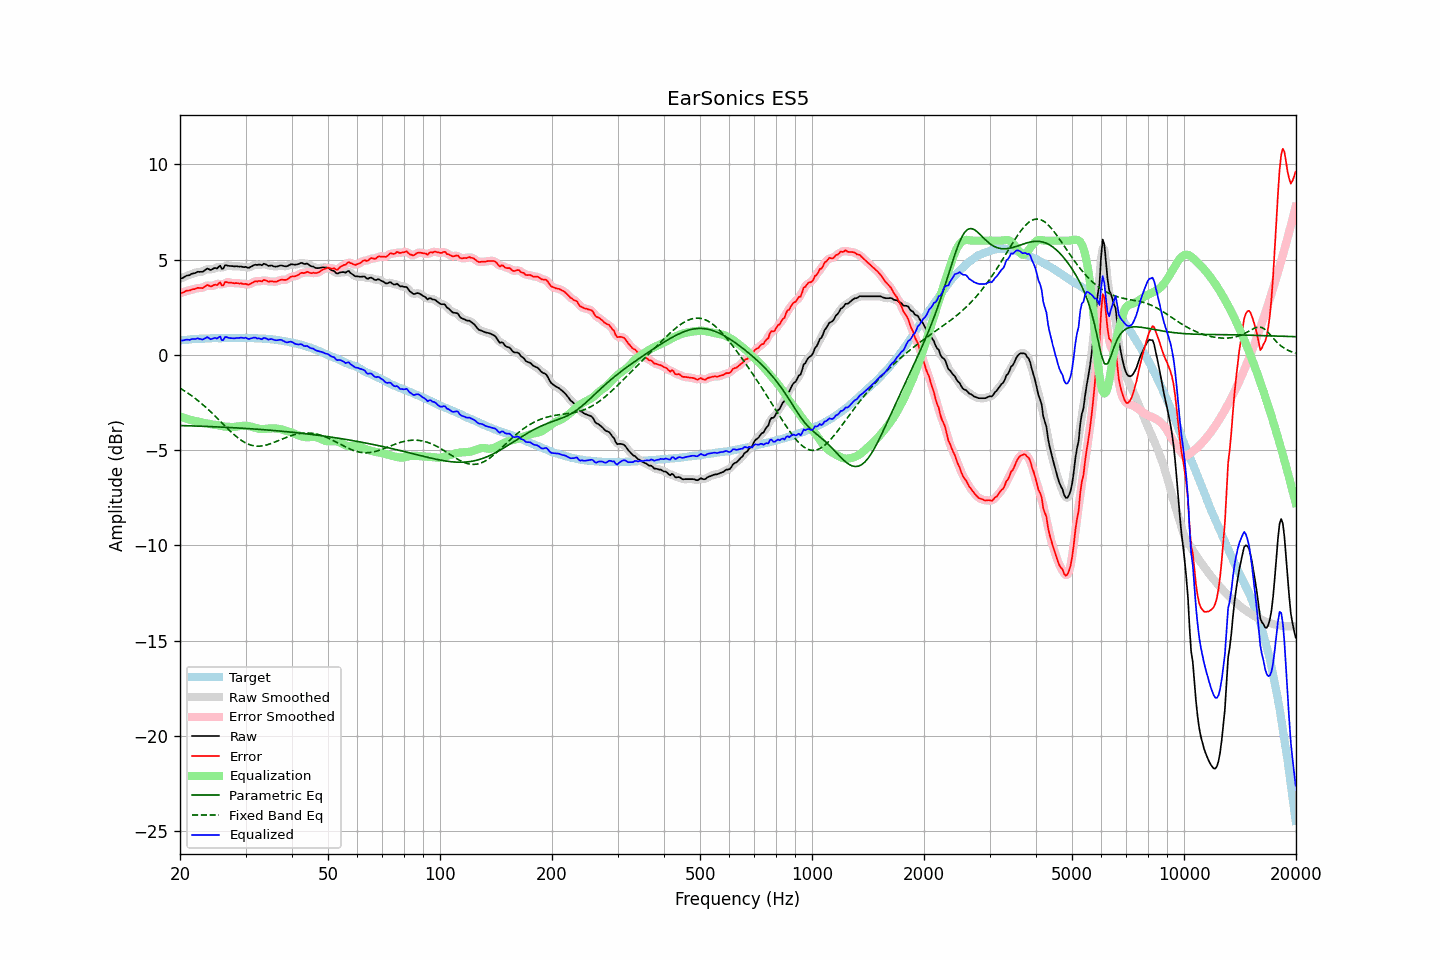 EarSonics ES5
Amplitude (dBr)
10
5
0
−5
−10
−15
−20
−25
Target
Raw Smoothed
Error Smoothed
Raw
Error
Equalization
Parametric Eq
Fixed Band Eq
Equalized
20 50 100 200 500 1000 2000 5000 10000 20000
Frequency (Hz)